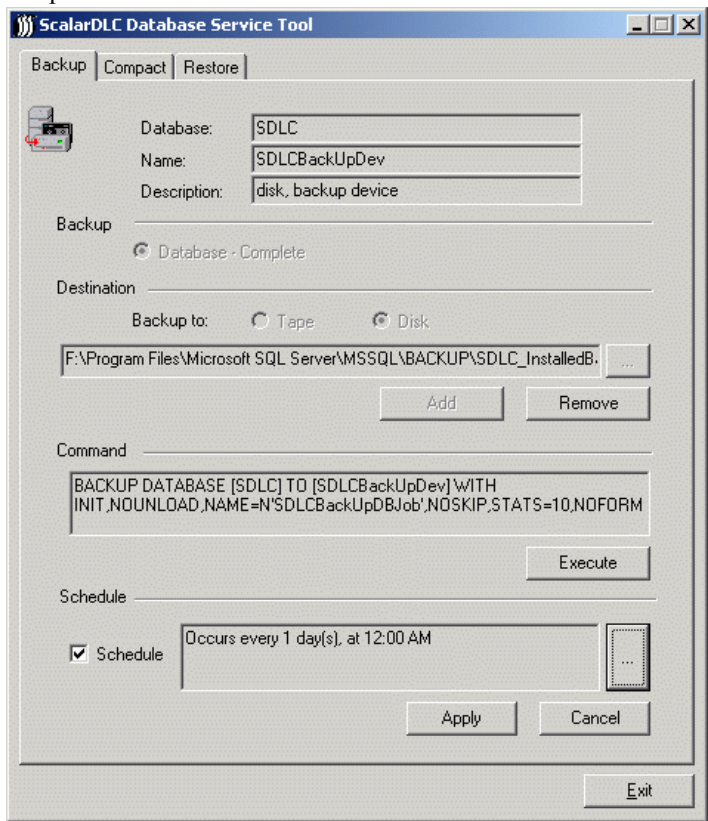 ScalarDLC Database Service Tool
Backup Compact Restore
Database: SDLC
Name: SDLCBackUpDev
Description: disk, backup device
Backup
Database - Complete
Destination
Backup to: Tape Disk
F:\Program Files\Microsoft SQL Server\MSSQL\BACKUP\SDLC_InstalledB ...
Add Remove
Command
BACKUP DATABASE [SDLC] TO [SDLCBackUpDev] WITH
INIT,NOUNLOAD,NAME=N'SDLCBackUpDBJob',NOSKIP,STATS=10,NOFORM
Execute
Schedule
Schedule Occurs every 1 day(s), at 12:00 AM ...
Apply Cancel
Exit